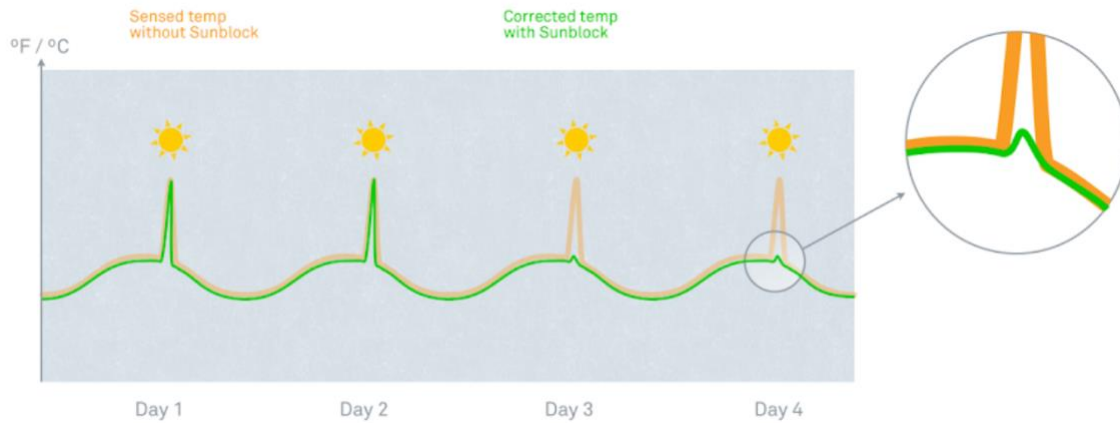 Sensed temp
without Sunblock
Corrected temp
with Sunblock
ºF / ºC
Day 1
Day 2
Day 3
Day 4